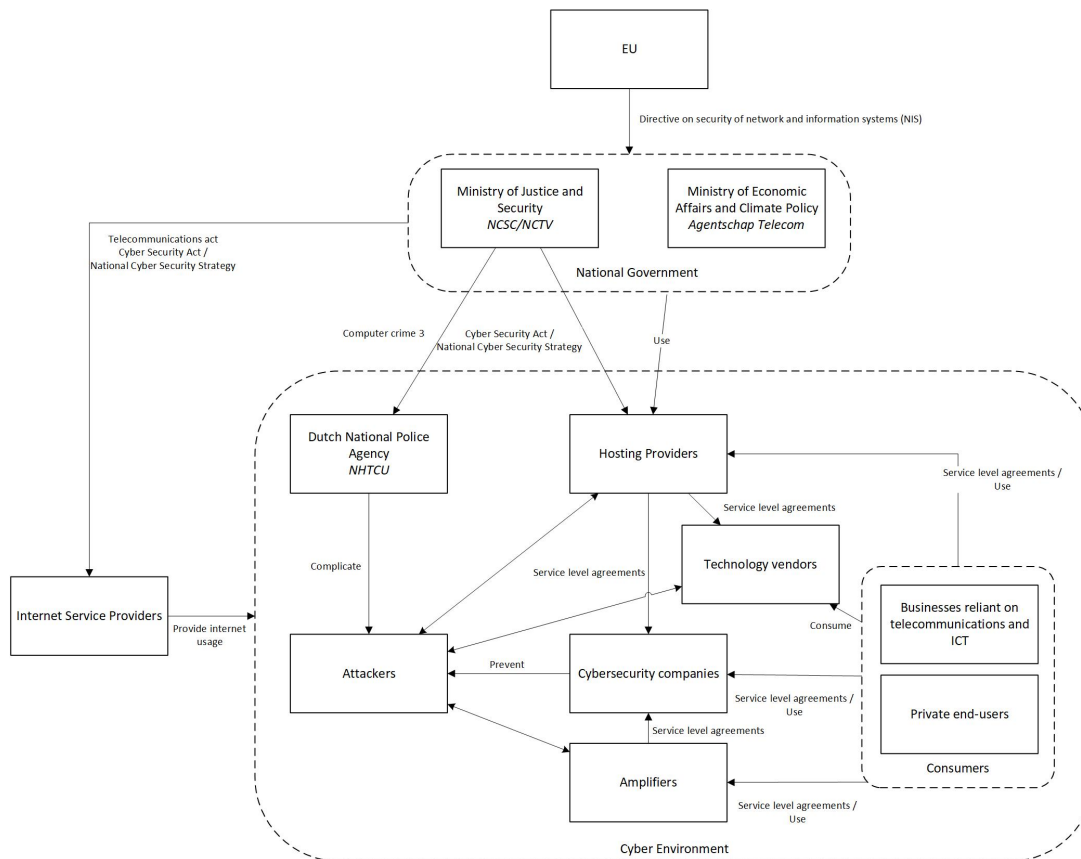 EU
Directive on security of network and information systems (NIS)
Ministry of Justice and
Security
NCSC/NCTV
Ministry of Economic
Affairs and Climate Policy
Agentschap Telecom
National Government
Telecommunications act
Cyber Security Act /
National Cyber Security Strategy
Computer crime 3
Cyber Security Act /
National Cyber Security Strategy
Use
Dutch National Police
Agency
NHTCU
Hosting Providers
Service level agreements /
Use
Service level agreements
Technology vendors
Complicate
Service level agreements
Internet Service Providers
Provide internet
usage
Businesses reliant on
telecommunications and
ICT
Consume
Attackers
Prevent
Cybersecurity companies
Service level agreements /
Use
Private end-users
Service level agreements
Amplifiers
Consumers
Service level agreements /
Use
Cyber Environment